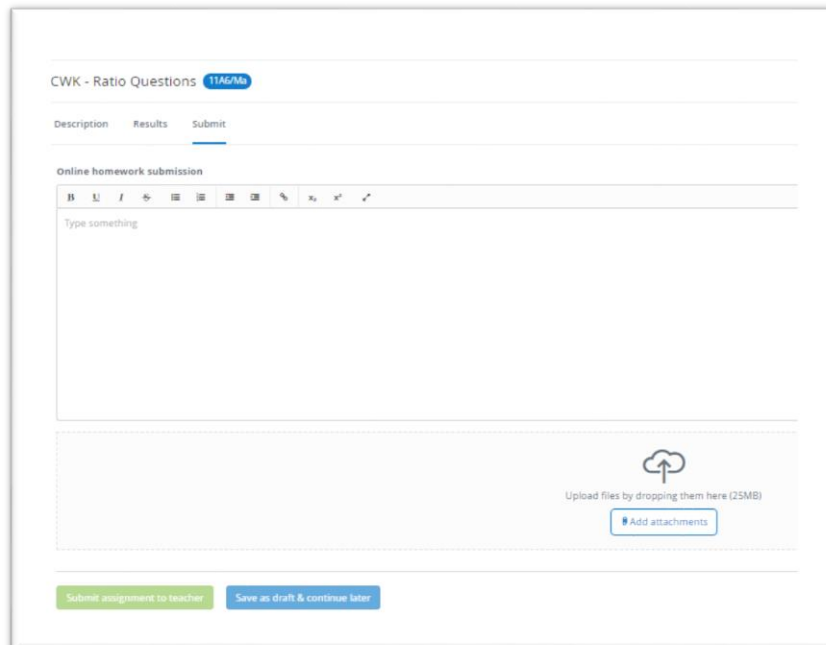 CWK - Ratio Questions 11A6/Ma
Description Results Submit
Online homework submission
B U I S x₂ x²
Type something
Upload files by dropping them here (25MB)
Add attachments
Submit assignment to teacher Save as draft & continue later